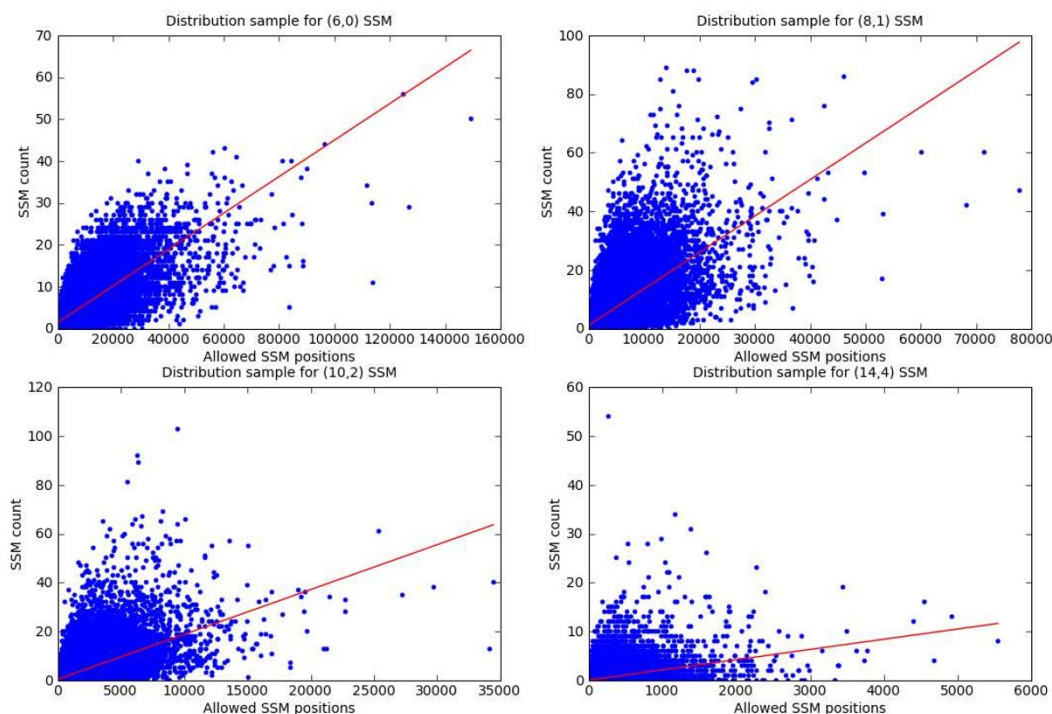 Distribution sample for (6,0) SSM
70
60
50
40
30
20
10
0
SSM count
0 20000 40000 60000 80000 100000 120000 140000 160000
Allowed SSM positions
Distribution sample for (8,1) SSM
100
80
60
40
20
0
SSM count
0 10000 20000 30000 40000 50000 60000 70000 80000
Allowed SSM positions
Distribution sample for (10,2) SSM
120
100
80
60
40
20
0
SSM count
0 5000 10000 15000 20000 25000 30000 35000
Allowed SSM positions
Distribution sample for (14,4) SSM
60
50
40
30
20
10
0
SSM count
0 1000 2000 3000 4000 5000 6000
Allowed SSM positions